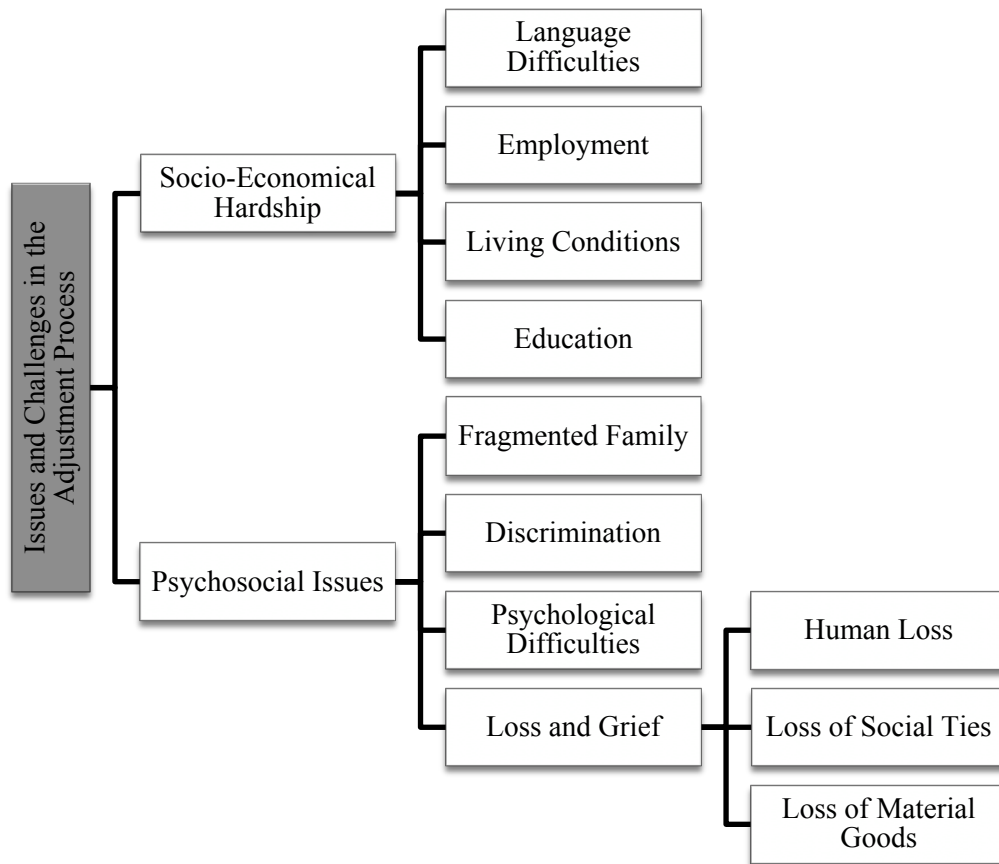 Issues and Challenges in the
Adjustment Process
Socio-Economical
Hardship
Language
Difficulties
Employment
Living Conditions
Education
Psychosocial Issues
Fragmented Family
Discrimination
Psychological
Difficulties
Loss and Grief
Human Loss
Loss of Social Ties
Loss of Material
Goods